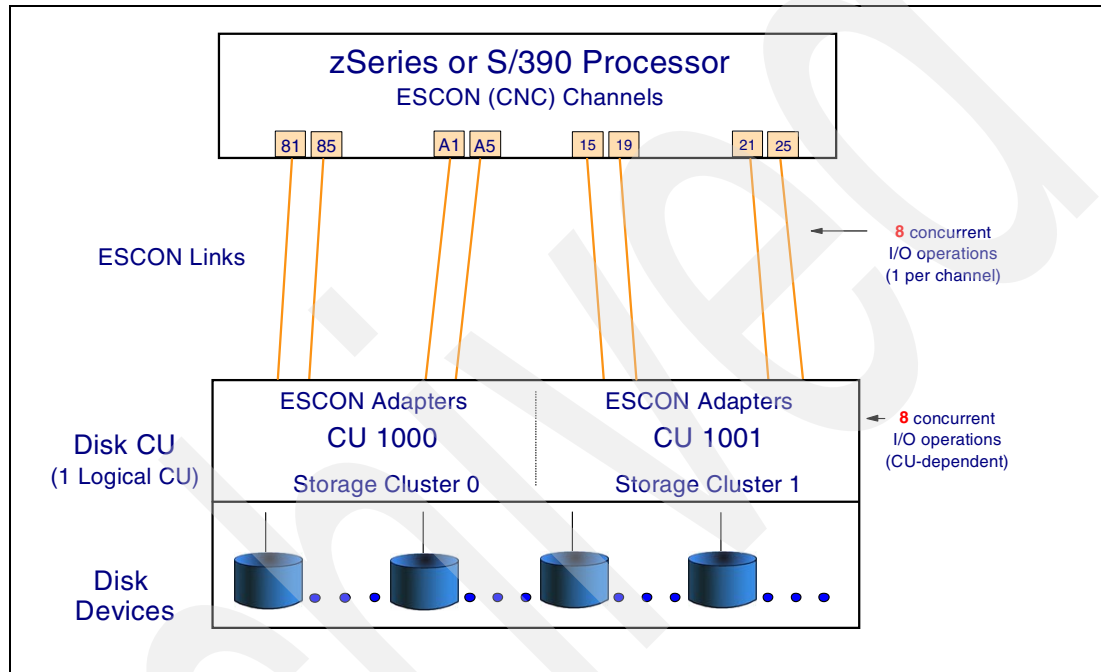 zSeries or S/390 Processor
ESCON (CNC) Channels
81 85 A1 A5 15 19 21 25
ESCON Links
8 concurrent
I/O operations
(1 per channel)
ESCON Adapters
CU 1000
Storage Cluster 0
ESCON Adapters
CU 1001
Storage Cluster 1
Disk CU
(1 Logical CU)
8 concurrent
I/O operations
(CU-dependent)
Disk
Devices